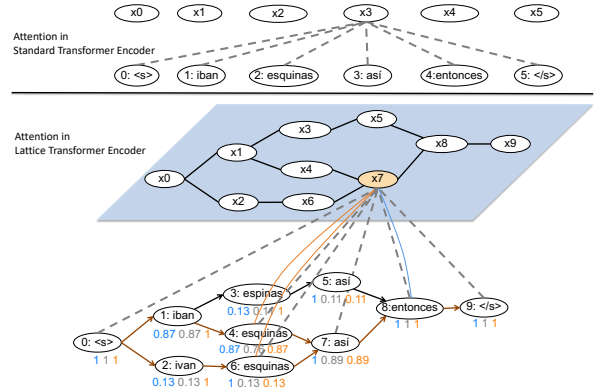 x0 x1 x2 x3 x4 x5
Attention in
Standard Transformer Encoder
0: <s> 1: iban 2: esquinas 3: así 4:entonces 5: </s>
Attention in
Lattice Transformer Encoder
x5
x3
x1 x8 x9
x4
x0 x7
x2 x6
5: así
3: espinas
1 0.11 0.11
0.13 0.11 1
1: iban 8:entonces 9: </s>
0.87 0.87 1 1 1 1 1 1 1
0: <s> 4: esquinas 7: así
1 1 1 0.87 0.76 0.87 1 0.89 0.89
2: ivan 6: esquinas
0.13 0.13 1 1 0.13 0.13